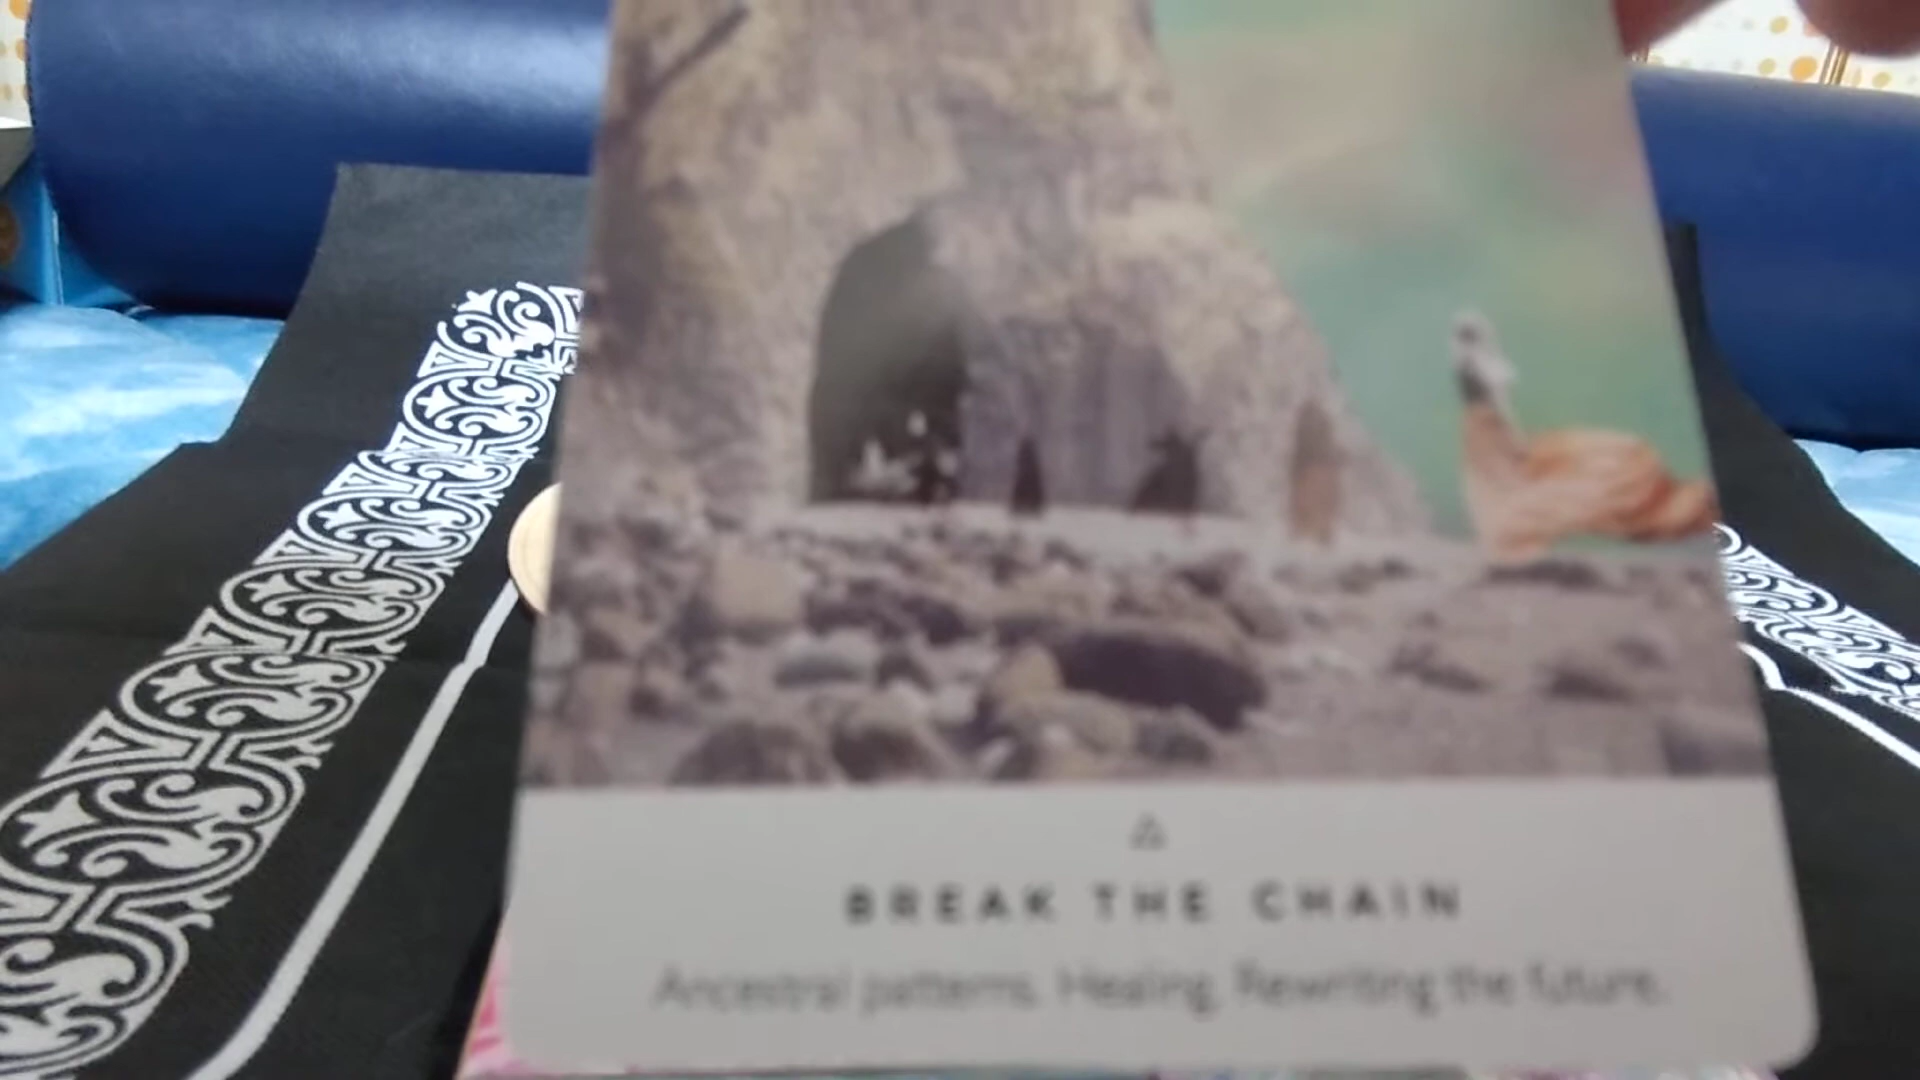 BREAK THE CHAIN
Ancestral patterns. Healing. Rewriting the future.